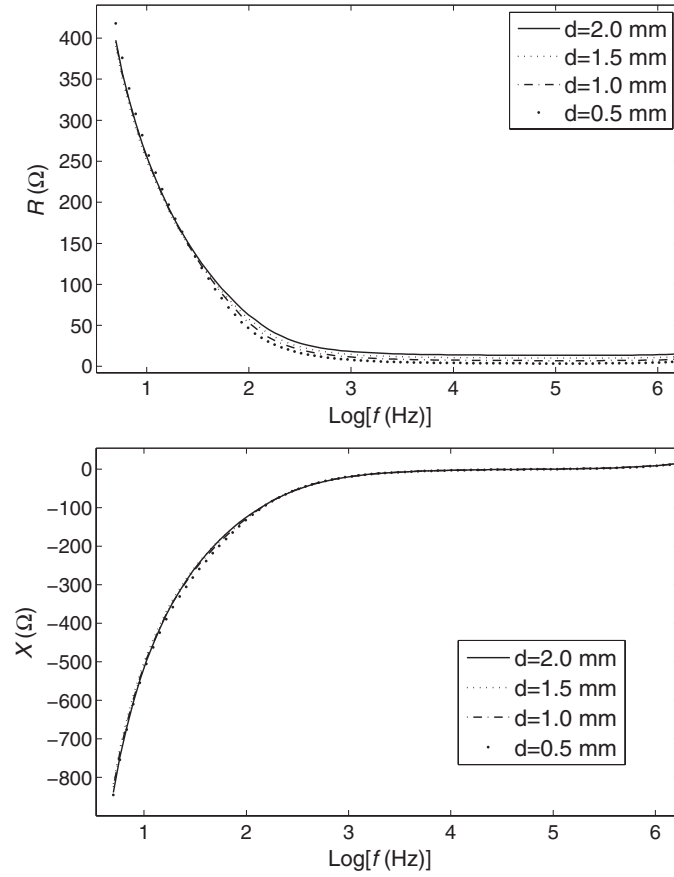 400
350
300
250
200
150
100
50
0
R (Ω)
d=2.0 mm
d=1.5 mm
d=1.0 mm
d=0.5 mm
1 2 3 4 5 6
Log[f (Hz)]
0
−100
−200
−300
−400
−500
−600
−700
−800
X (Ω)
d=2.0 mm
d=1.5 mm
d=1.0 mm
d=0.5 mm
1 2 3 4 5 6
Log[f (Hz)]